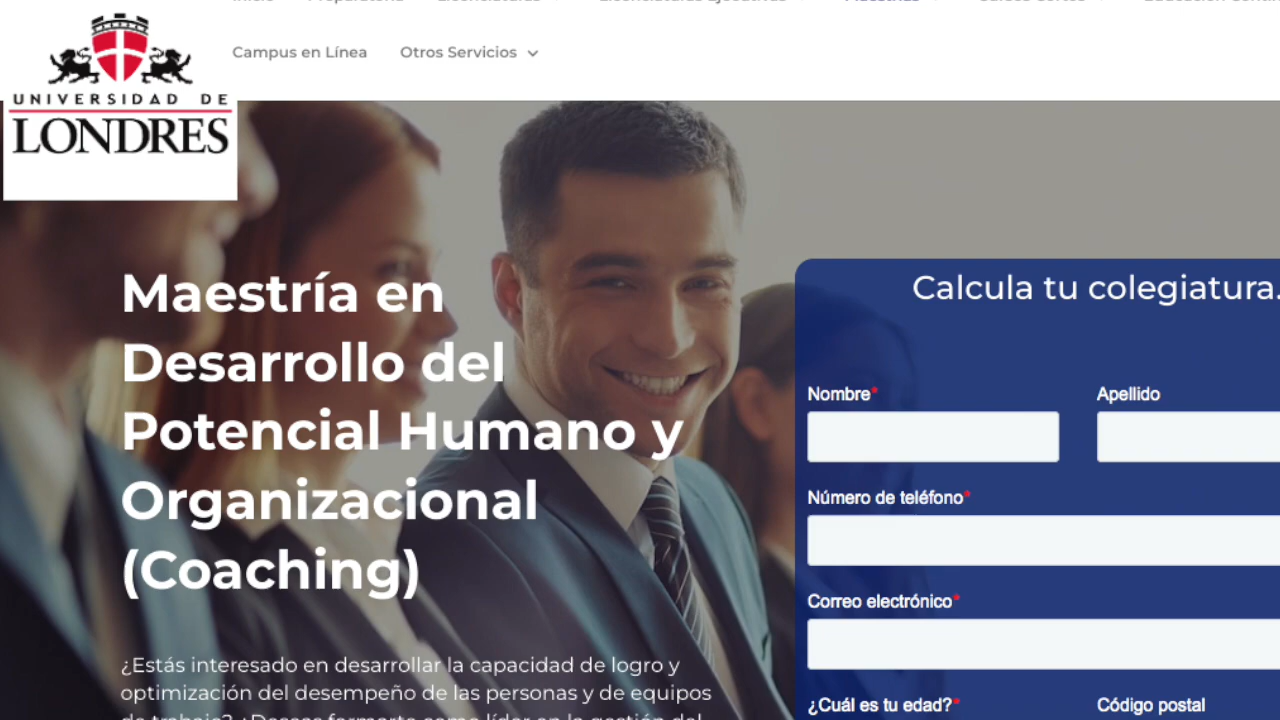 Campus en Línea Otros Servicios
UNIVERSIDAD DE
LONDRES
Maestría en
Desarrollo del
Potencial Humano y
Organizacional
(Coaching)
¿Estás interesado en desarrollar la capacidad de logro y
optimización del desempeño de las personas y de equipos
Calcula tu colegiatura.
Nombre* Apellido
Número de teléfono*
Correo electrónico*
¿Cuál es tu edad?* Código postal